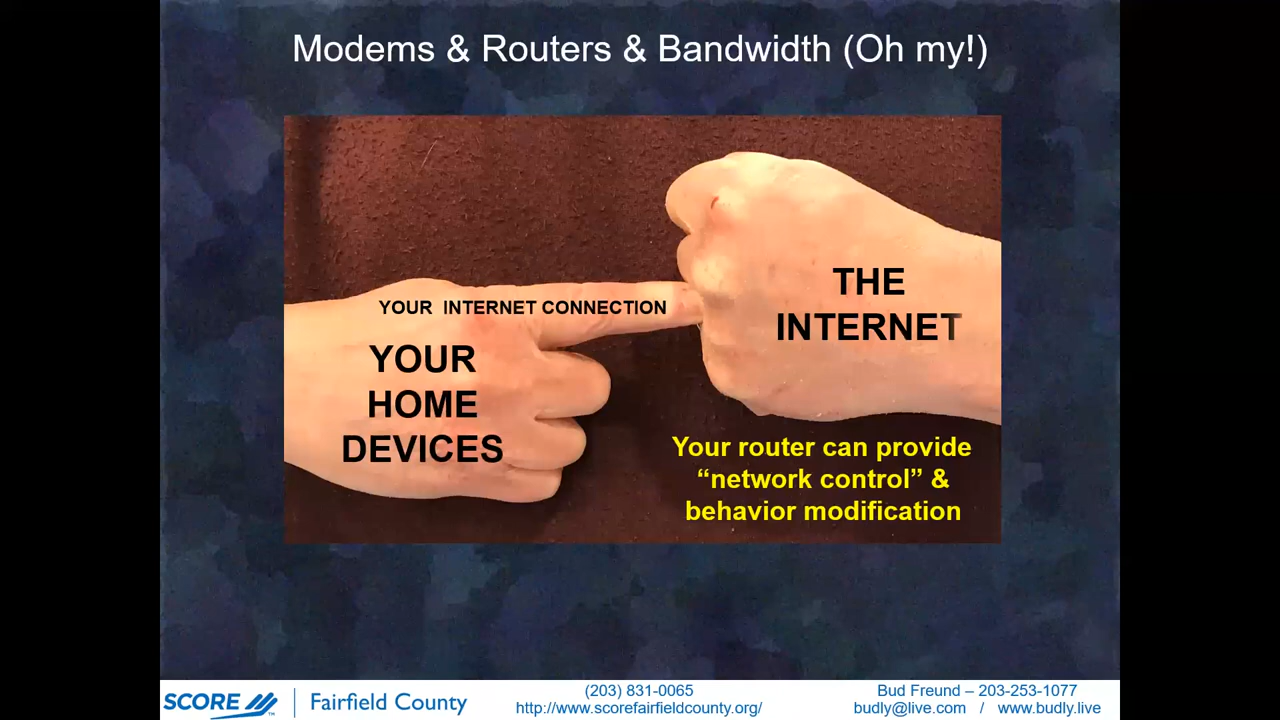 Modems & Routers & Bandwidth (Oh my!)
YOUR INTERNET CONNECTION
YOUR
HOME
DEVICES
THE
INTERNET
Your router can provide
“network control” &
behavior modification
SCORE
TM
Fairfield County
(203) 831-0065
http://www.scorefairfieldcounty.org/
Bud Freund – 203-253-1077
budly@live.com / www.budly.live